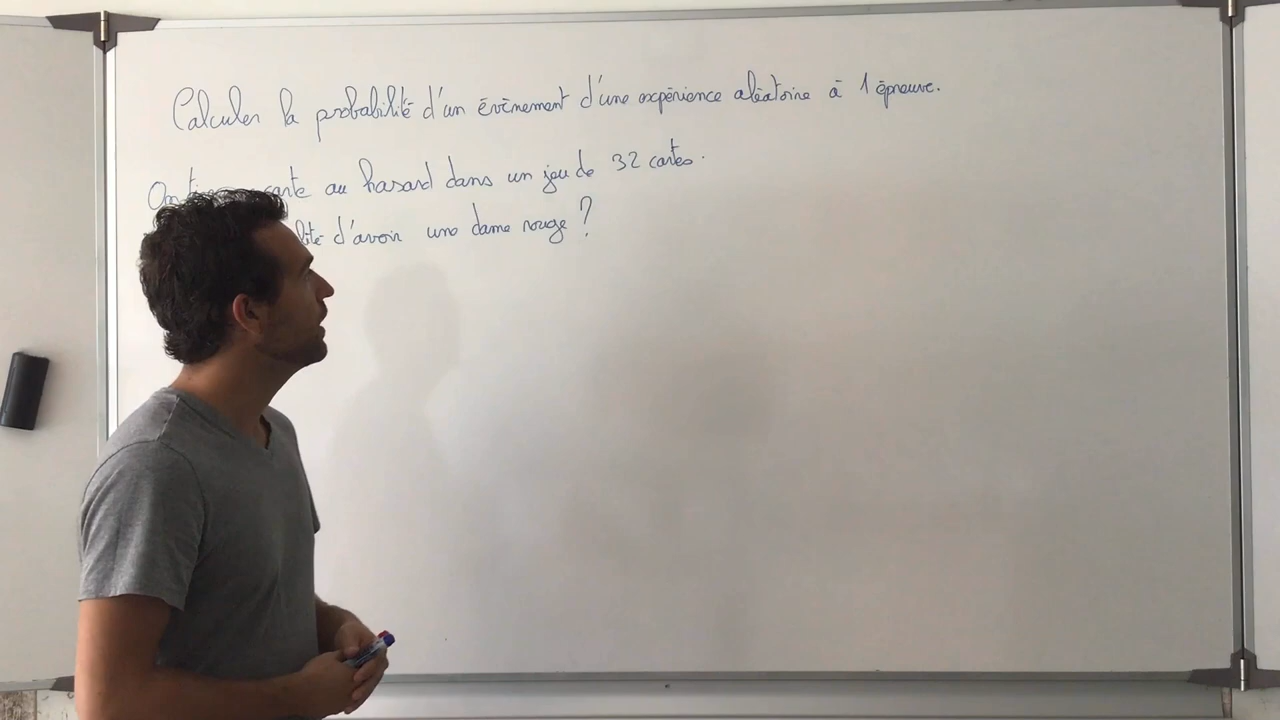 Calculer la probabilité d'un évènement d'une expérience aléatoire à 1 épreuve.
On carte au hasard dans un jeu de 32 cartes.
d'avoir une dame rouge ?